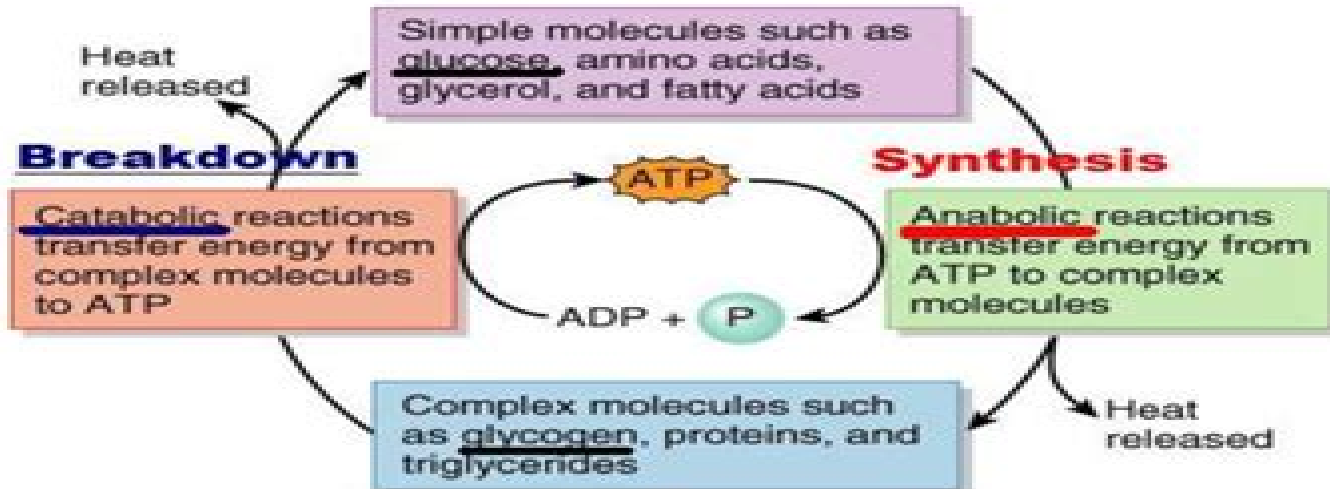 Simple molecules such as
glucose, amino acids,
glycerol, and fatty acids
Heat
released
Breakdown
Synthesis
ATP
Catabolic reactions
transfer energy from
complex molecules
to ATP
Anabolic reactions
transfer energy from
ATP to complex
molecules
ADP + P
Complex molecules such
as glycogen, proteins, and
triglycerides
Heat
released